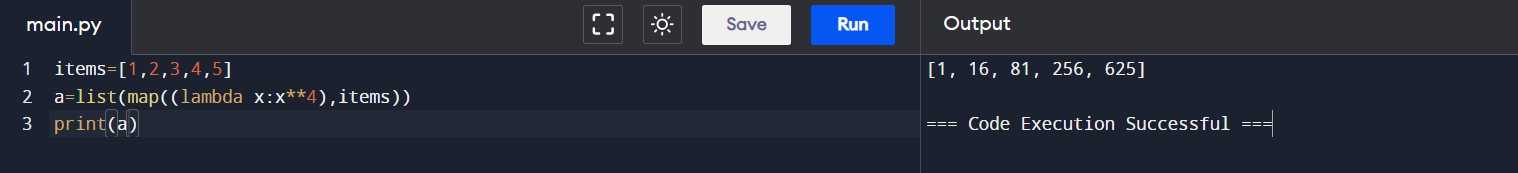 main.py
Save
Run
Output
1 items=[1,2,3,4,5]
2 a=list(map((lambda x:x**4),items))
3 print(a)
[1, 16, 81, 256, 625]
=== Code Execution Successful ===